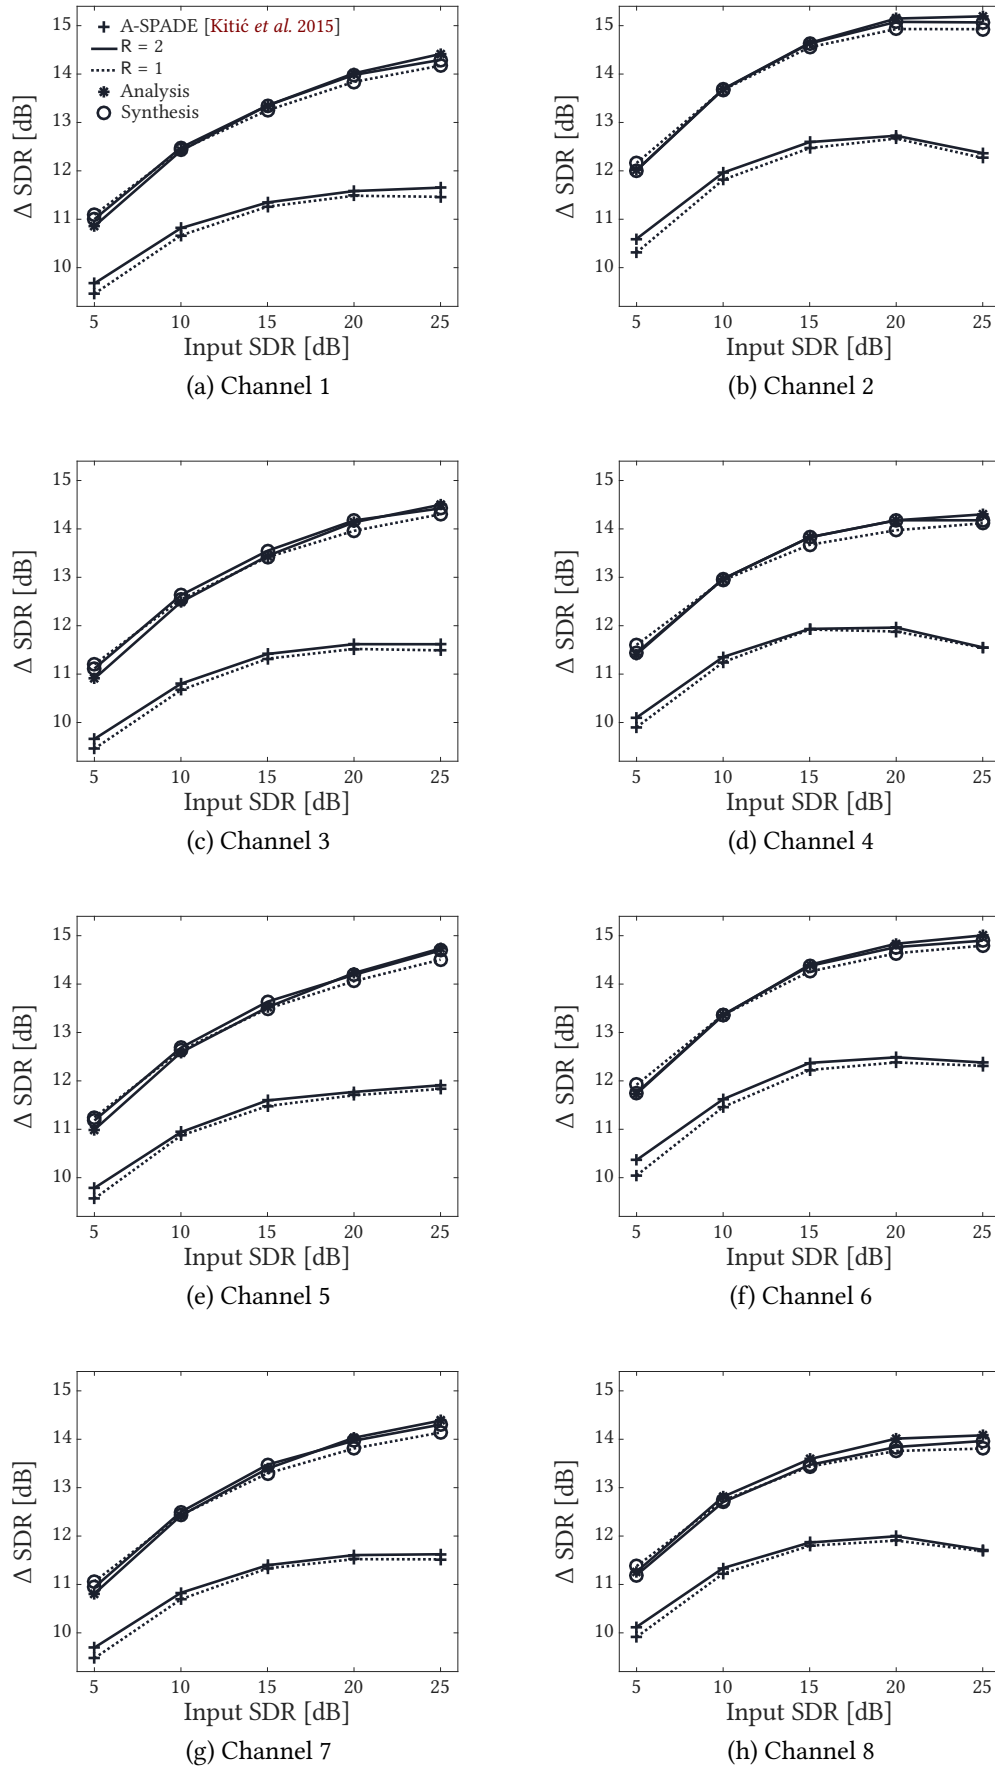 A-SPADE [Kitić et al. 2015]
R = 2
R = 1
Analysis
Synthesis
15
14
13
12
11
10
Δ SDR [dB]
5 10 15 20 25
Input SDR [dB]
(a) Channel 1
15
14
13
12
11
10
Δ SDR [dB]
5 10 15 20 25
Input SDR [dB]
(b) Channel 2
15
14
13
12
11
10
Δ SDR [dB]
5 10 15 20 25
Input SDR [dB]
(c) Channel 3
15
14
13
12
11
10
Δ SDR [dB]
5 10 15 20 25
Input SDR [dB]
(d) Channel 4
15
14
13
12
11
10
Δ SDR [dB]
5 10 15 20 25
Input SDR [dB]
(e) Channel 5
15
14
13
12
11
10
Δ SDR [dB]
5 10 15 20 25
Input SDR [dB]
(f) Channel 6
15
14
13
12
11
10
Δ SDR [dB]
5 10 15 20 25
Input SDR [dB]
(g) Channel 7
15
14
13
12
11
10
Δ SDR [dB]
5 10 15 20 25
Input SDR [dB]
(h) Channel 8